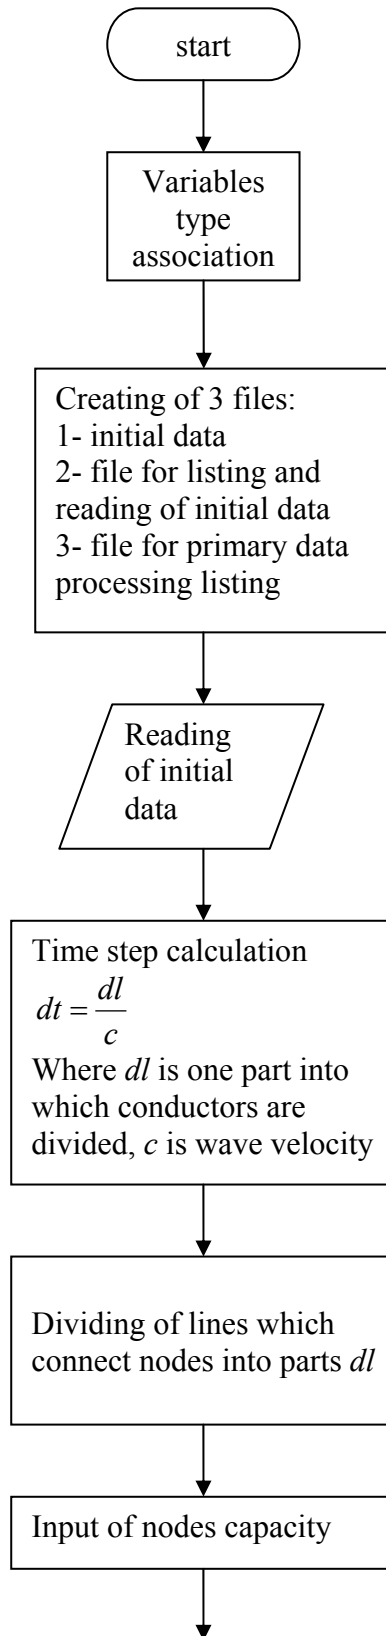 start
Variables
type
association
Creating of 3 files:
1- initial data
2- file for listing and
reading of initial data
3- file for primary data
processing listing
Reading
of initial
data
Time step calculation
dt = dl/c
Where dl is one part into
which conductors are
divided, c is wave velocity
Dividing of lines which
connect nodes into parts dl
Input of nodes capacity